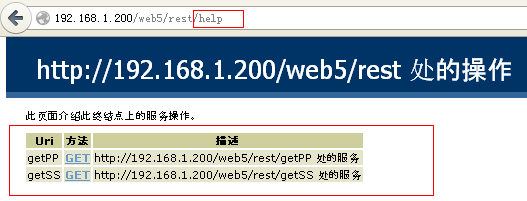 192.168.1.200/web5/rest/help
http://192.168.1.200/web5/rest 处的操作
此页面介绍此终结点上的服务操作。
Uri 方法 描述
getPP GET http://192.168.1.200/web5/rest/getPP 处的服务
getSS GET http://192.168.1.200/web5/rest/getSS 处的服务